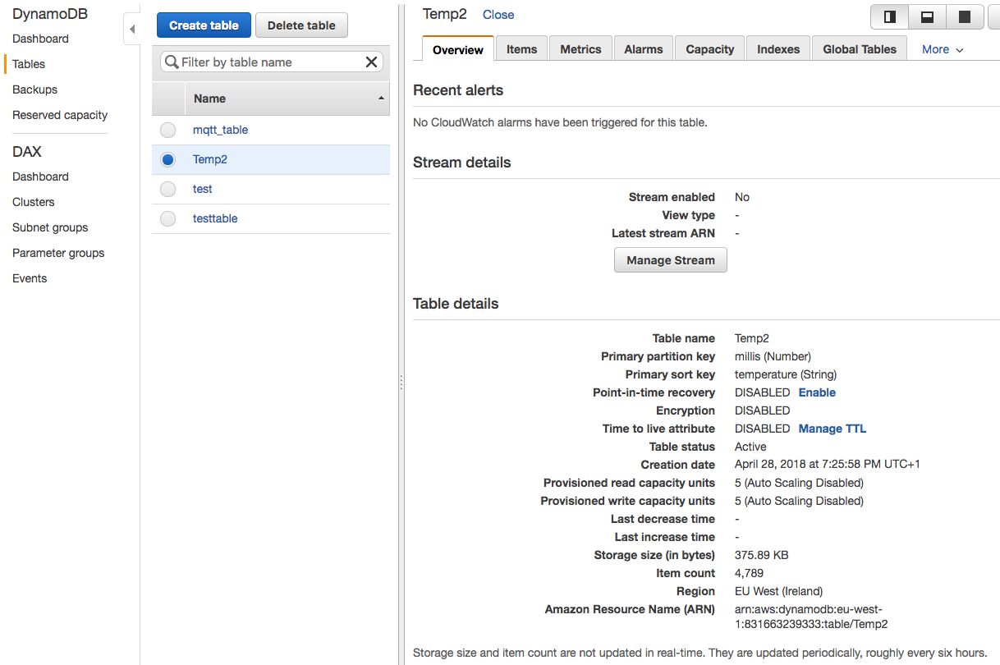 DynamoDB
Dashboard
Tables
Backups
Reserved capacity
DAX
Dashboard
Clusters
Subnet groups
Parameter groups
Events
Create table
Delete table
Filter by table name
Name
mqtt_table
Temp2
test
testtable
Temp2 Close
Overview Items Metrics Alarms Capacity Indexes Global Tables More
Recent alerts
No CloudWatch alarms have been triggered for this table.
Stream details
Stream enabled No
View type -
Latest stream ARN -
Manage Stream
Table details
Table name Temp2
Primary partition key millis (Number)
Primary sort key temperature (String)
Point-in-time recovery DISABLED Enable
Encryption DISABLED
Time to live attribute DISABLED Manage TTL
Table status Active
Creation date April 28, 2018 at 7:25:58 PM UTC+1
Provisioned read capacity units 5 (Auto Scaling Disabled)
Provisioned write capacity units 5 (Auto Scaling Disabled)
Last decrease time -
Last increase time -
Storage size (in bytes) 375.89 KB
Item count 4,789
Region EU West (Ireland)
Amazon Resource Name (ARN) arn:aws:dynamodb:eu-west-
1:831663239333:table/Temp2
Storage size and item count are not updated in real-time. They are updated periodically, roughly every six hours.